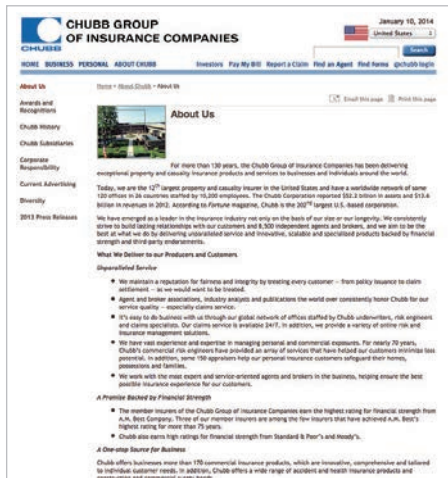 January 10, 2014
CHUBB GROUP
OF INSURANCE COMPANIES
CHUBB
United States
Search
HOME BUSINESS PERSONAL ABOUT CHUBB Investors Pay My Bill Report a Claim Find an Agent Find Forms @chubb login
About Us
Awards and
Recognitions
Chubb History
Chubb Subsidiaries
Corporate
Responsibility
Current Advertising
Diversity
2013 Press Releases
Home > About Chubb > About Us
Email this page Print this page
About Us
For more than 130 years, the Chubb Group of Insurance Companies has been delivering
exceptional property and casualty insurance products and services to businesses and individuals around the world.
Today, we are the 12th largest property and casualty insurer in the United States and have a worldwide network of some
120 offices in 26 countries staffed by 10,200 employees. The Chubb Corporation reported $52.2 billion in assets and $13.6
billion in revenues in 2012. According to Fortune magazine, Chubb is the 202nd largest U.S.-based corporation.
We have emerged as a leader in the insurance industry not only on the basis of our size or our longevity. We consistently
strive to build lasting relationships with our customers and 8,500 independent agents and brokers, and we aim to be the
best at what we do by delivering unparalleled service and innovative, scalable and specialized products backed by financial
strength and third-party endorsements.
What We Deliver to our Producers and Customers
Unparalleled Service
• We maintain a reputation for fairness and integrity by treating every customer – from policy issuance to claim
settlement – as we would want to be treated.
• Agent and broker associations, industry analysts and publications the world over consistently honor Chubb for our
service quality – especially claims service.
• It's easy to do business with us through our global network of offices staffed by Chubb underwriters, risk engineers
and claims specialists. Our claims service is available 24/7. In addition, we provide a variety of online risk and
insurance management solutions.
• We have vast experience and expertise in managing personal and commercial exposures. For nearly 70 years,
Chubb's commercial risk engineers have provided an array of services that have helped our customers minimize loss
potential. In addition, some 150 appraisers help our personal insurance customers safeguard their homes,
possessions and families.
• We work with the most expert and service-oriented agents and brokers in the business, helping ensure the best
possible insurance experience for our customers.
A Promise Backed by Financial Strength
• The member insurers of the Chubb Group of Insurance Companies earn the highest rating for financial strength from
A.M. Best Company. Three of our member insurers are among the few insurers that have achieved A.M. Best's
highest rating for more than 75 years.
• Chubb also earns high ratings for financial strength from Standard & Poor's and Moody's.
A One-stop Source for Business
Chubb offers businesses more than 170 commercial insurance products, which are innovative, comprehensive and tailored
to individual customer needs. In addition, Chubb offers a wide range of accident and health insurance products and